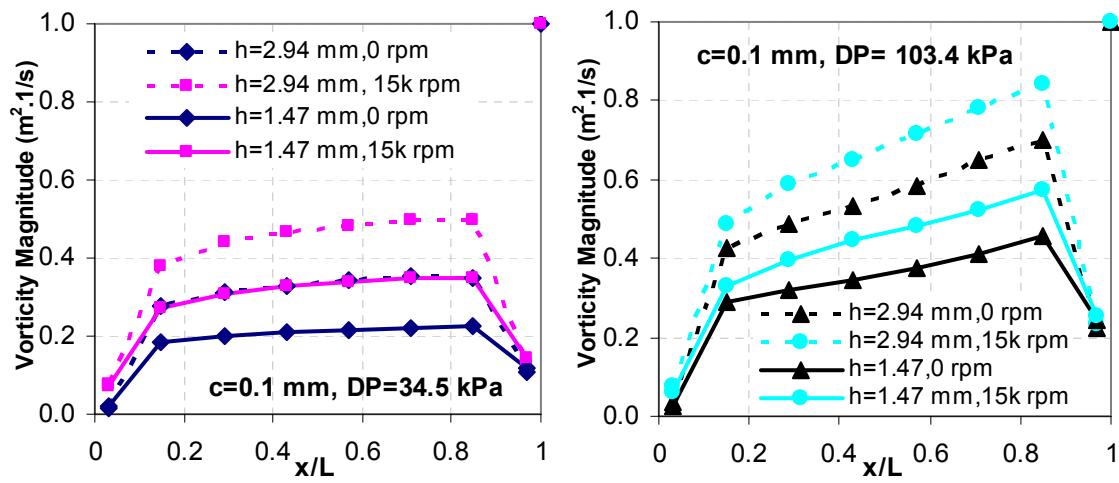 1.0
0.8
0.6
0.4
0.2
0.0
Vorticity Magnitude (m².1/s)
h=2.94 mm,0 rpm
h=2.94 mm, 15k rpm
h=1.47 mm,0 rpm
h=1.47 mm,15k rpm
c=0.1 mm, DP=34.5 kPa
0 0.2 0.4 0.6 0.8 1
x/L
1.0
0.8
0.6
0.4
0.2
0.0
Vorticity Magnitude (m².1/s)
c=0.1 mm, DP= 103.4 kPa
h=2.94 mm,0 rpm
h=2.94 mm,15k rpm
h=1.47,0 rpm
h=1.47 mm,15k rpm
0 0.2 0.4 0.6 0.8 1
x/L